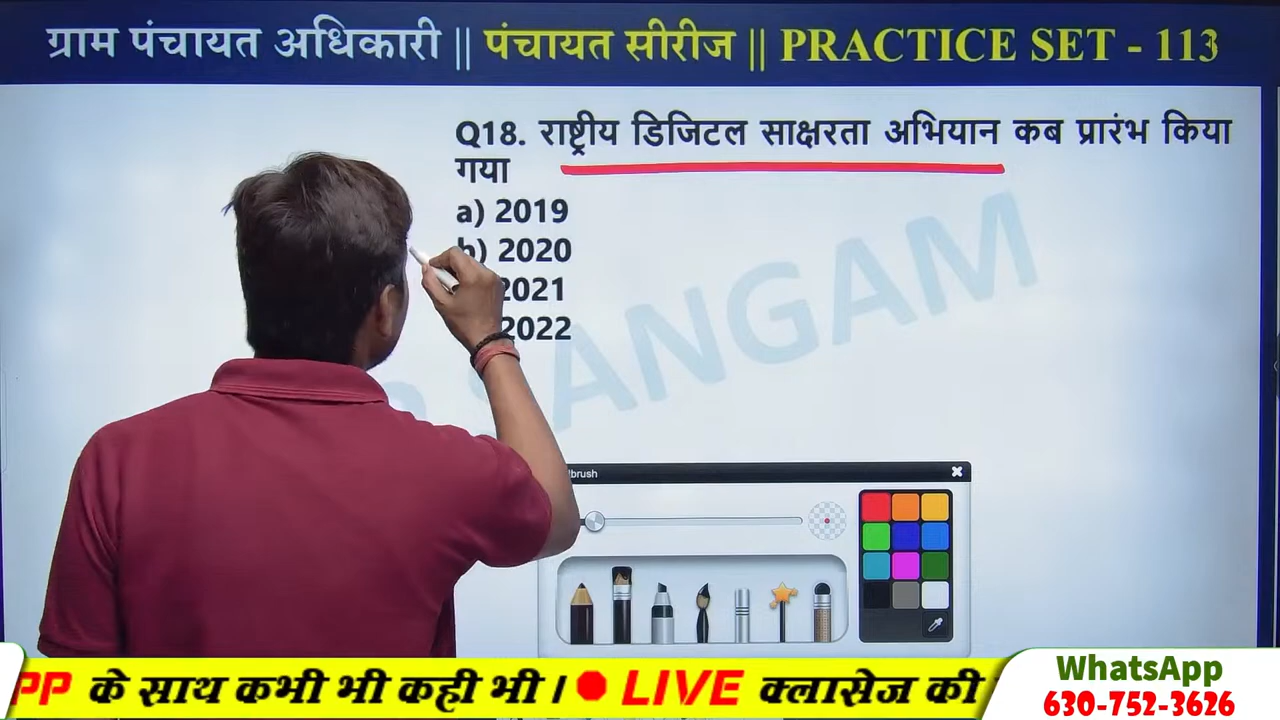 ग्राम पंचायत अधिकारी || पंचायत सीरीज || PRACTICE SET - 113
Q18. राष्ट्रीय डिजिटल साक्षरता अभियान कब प्रारंभ किया
गया
a) 2019
b) 2020
2021
2022
SANGAM
brush
PP के साथ कभी भी कही भी । LIVE क्लासेज की
WhatsApp
630-752-3626